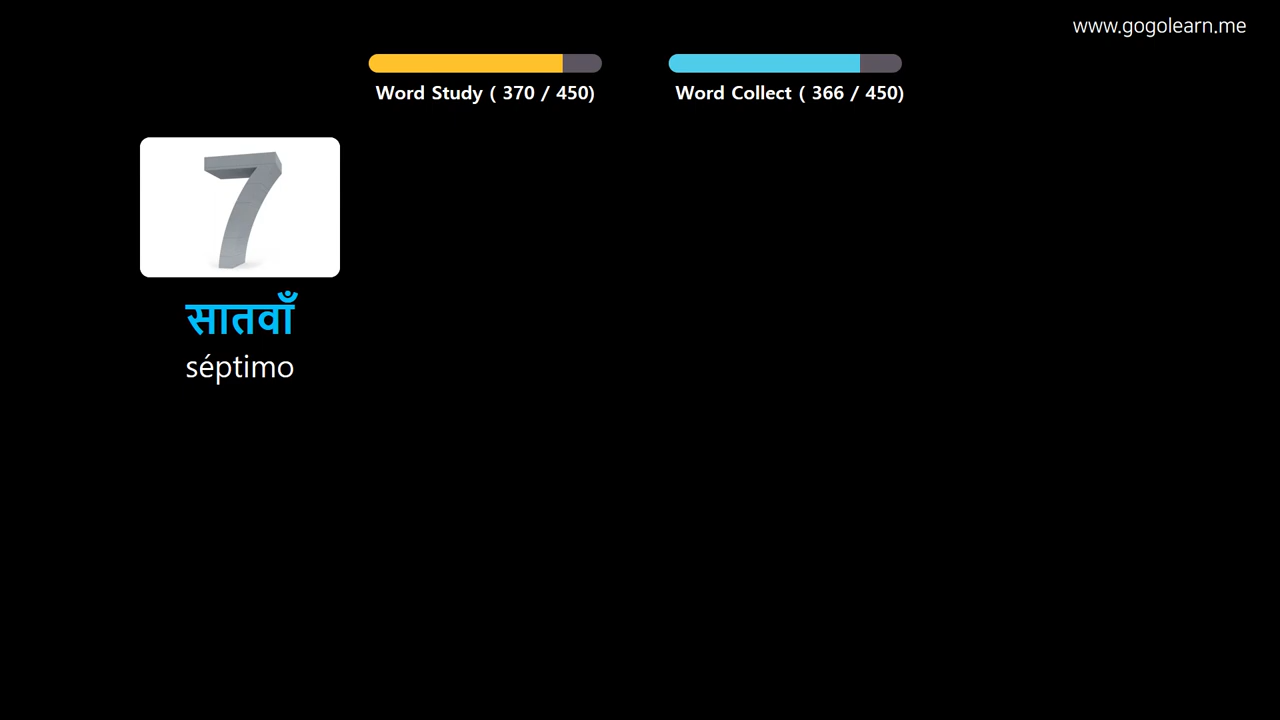 www.gogolearn.me
Word Study ( 370 / 450)
Word Collect ( 366 / 450)
7
सातवाँ
séptimo